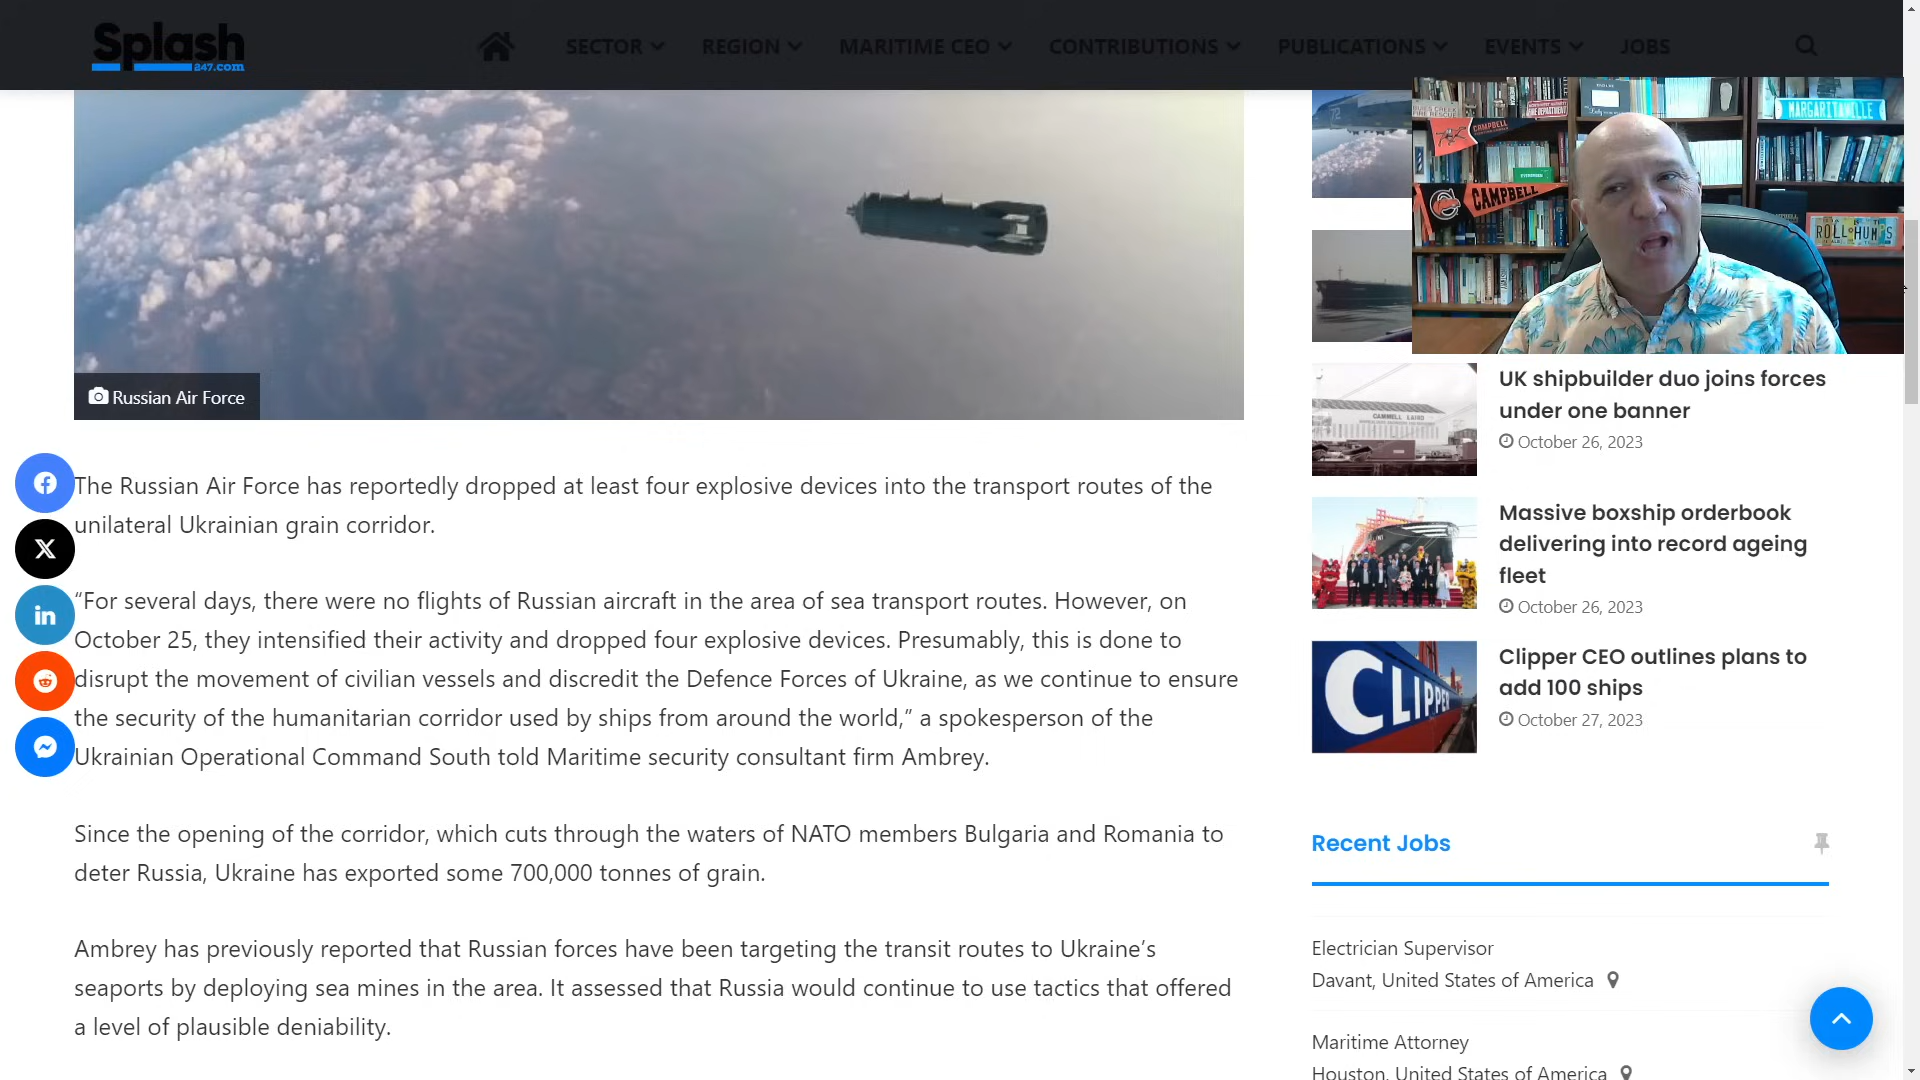 Splash
247.com
SECTOR REGION MARITIME CEO CONTRIBUTIONS PUBLICATIONS EVENTS JOBS
MARGARITAVILLE
CAMPBELL
CAMPBELL
72
Russian Air Force
The Russian Air Force has reportedly dropped at least four explosive devices into the transport routes of the
unilateral Ukrainian grain corridor.
“For several days, there were no flights of Russian aircraft in the area of sea transport routes. However, on
October 25, they intensified their activity and dropped four explosive devices. Presumably, this is done to
disrupt the movement of civilian vessels and discredit the Defence Forces of Ukraine, as we continue to ensure
the security of the humanitarian corridor used by ships from around the world,” a spokesperson of the
Ukrainian Operational Command South told Maritime security consultant firm Ambrey.
Since the opening of the corridor, which cuts through the waters of NATO members Bulgaria and Romania to
deter Russia, Ukraine has exported some 700,000 tonnes of grain.
Ambrey has previously reported that Russian forces have been targeting the transit routes to Ukraine’s
seaports by deploying sea mines in the area. It assessed that Russia would continue to use tactics that offered
a level of plausible deniability.
UK shipbuilder duo joins forces
under one banner
October 26, 2023
CAMMELL LAIRD
Massive boxship orderbook
delivering into record ageing
fleet
October 26, 2023
CLIPPER
Clipper CEO outlines plans to
add 100 ships
October 27, 2023
Recent Jobs
Electrician Supervisor
Davant, United States of America
Maritime Attorney
Houston, United States of America